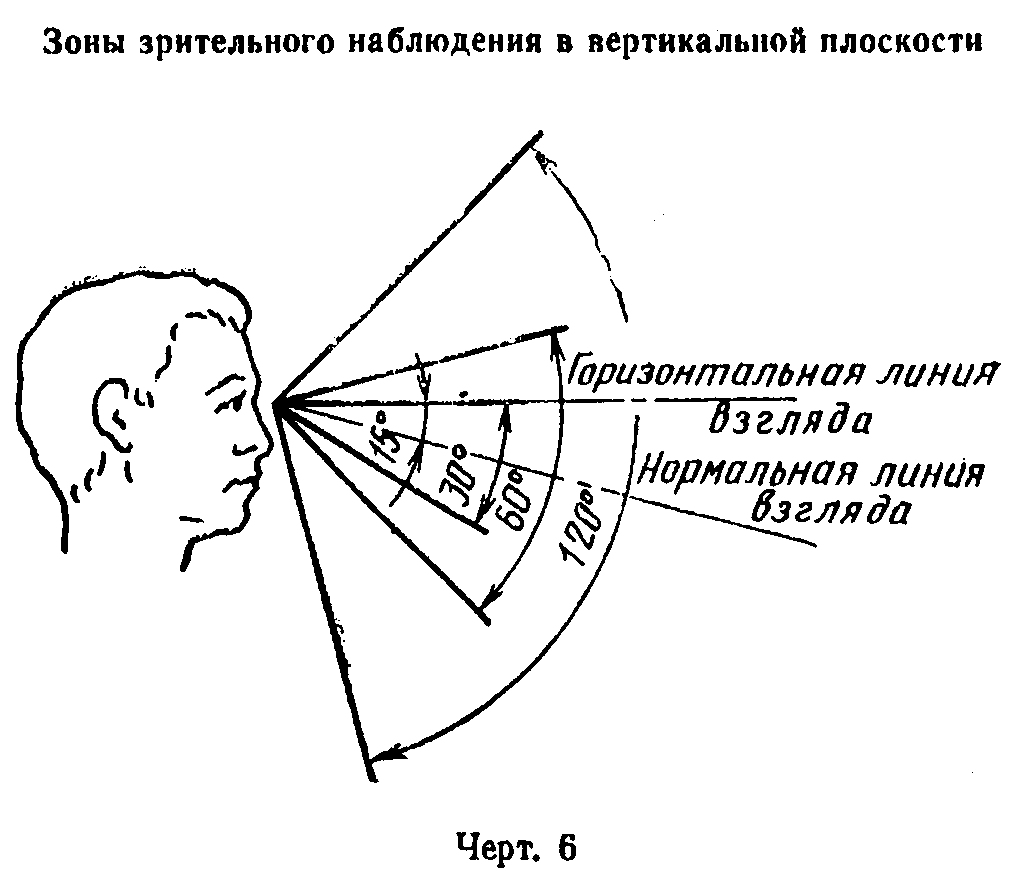 Зоны зрительного наблюдения в вертикальной плоскости
Горизонтальная линия
взгляда
Нормальная линия
взгляда
15°
30°
60°
120°
Черт. 6